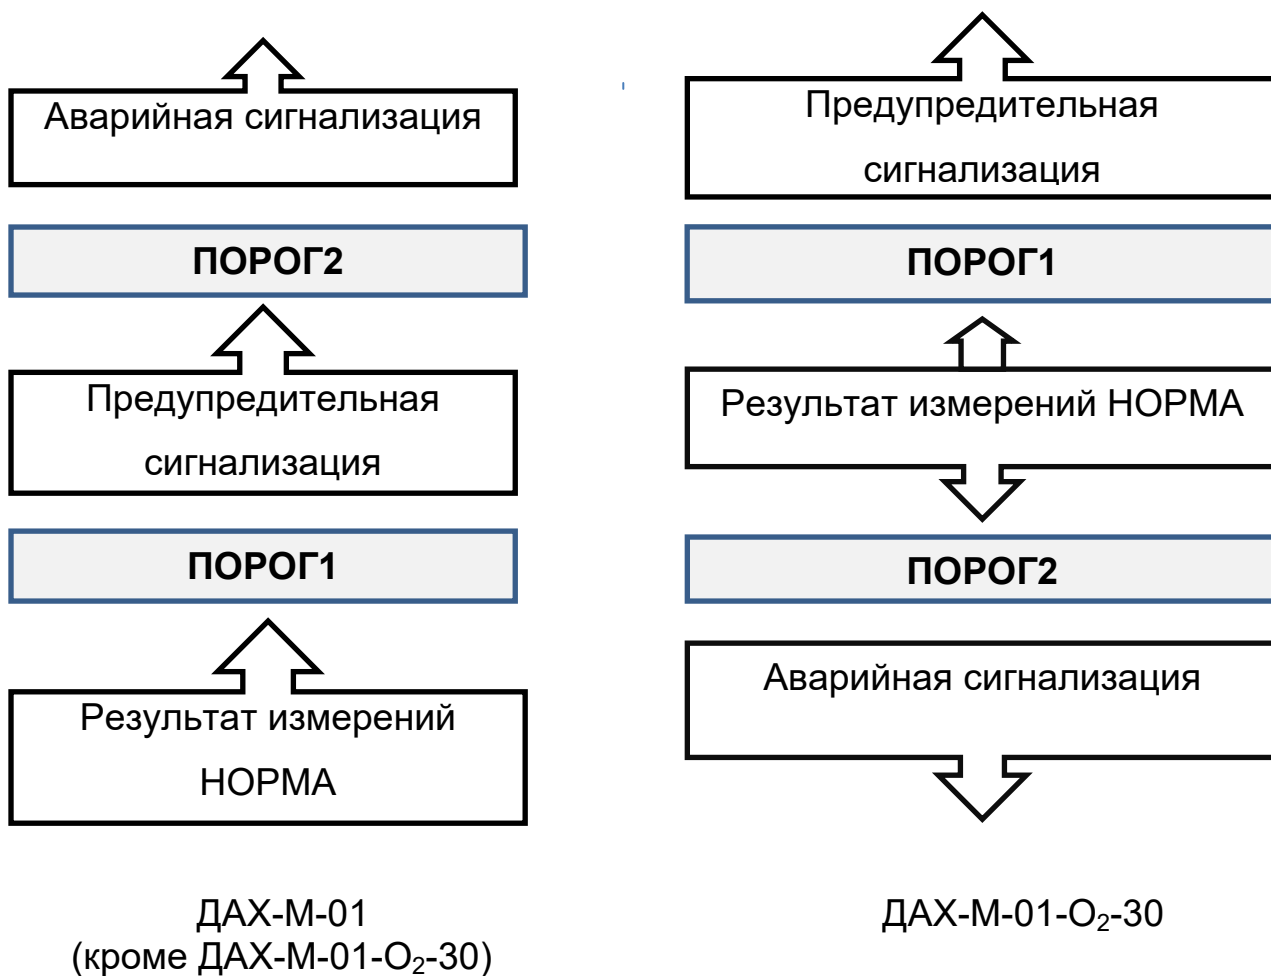 Аварийная сигнализация
ПОРОГ2
Предупредительная
сигнализация
ПОРОГ1
Результат измерений
НОРМА
ДАХ-М-01
(кроме ДАХ-М-01-O₂-30)
Предупредительная
сигнализация
ПОРОГ1
Результат измерений НОРМА
ПОРОГ2
Аварийная сигнализация
ДАХ-М-01-O₂-30